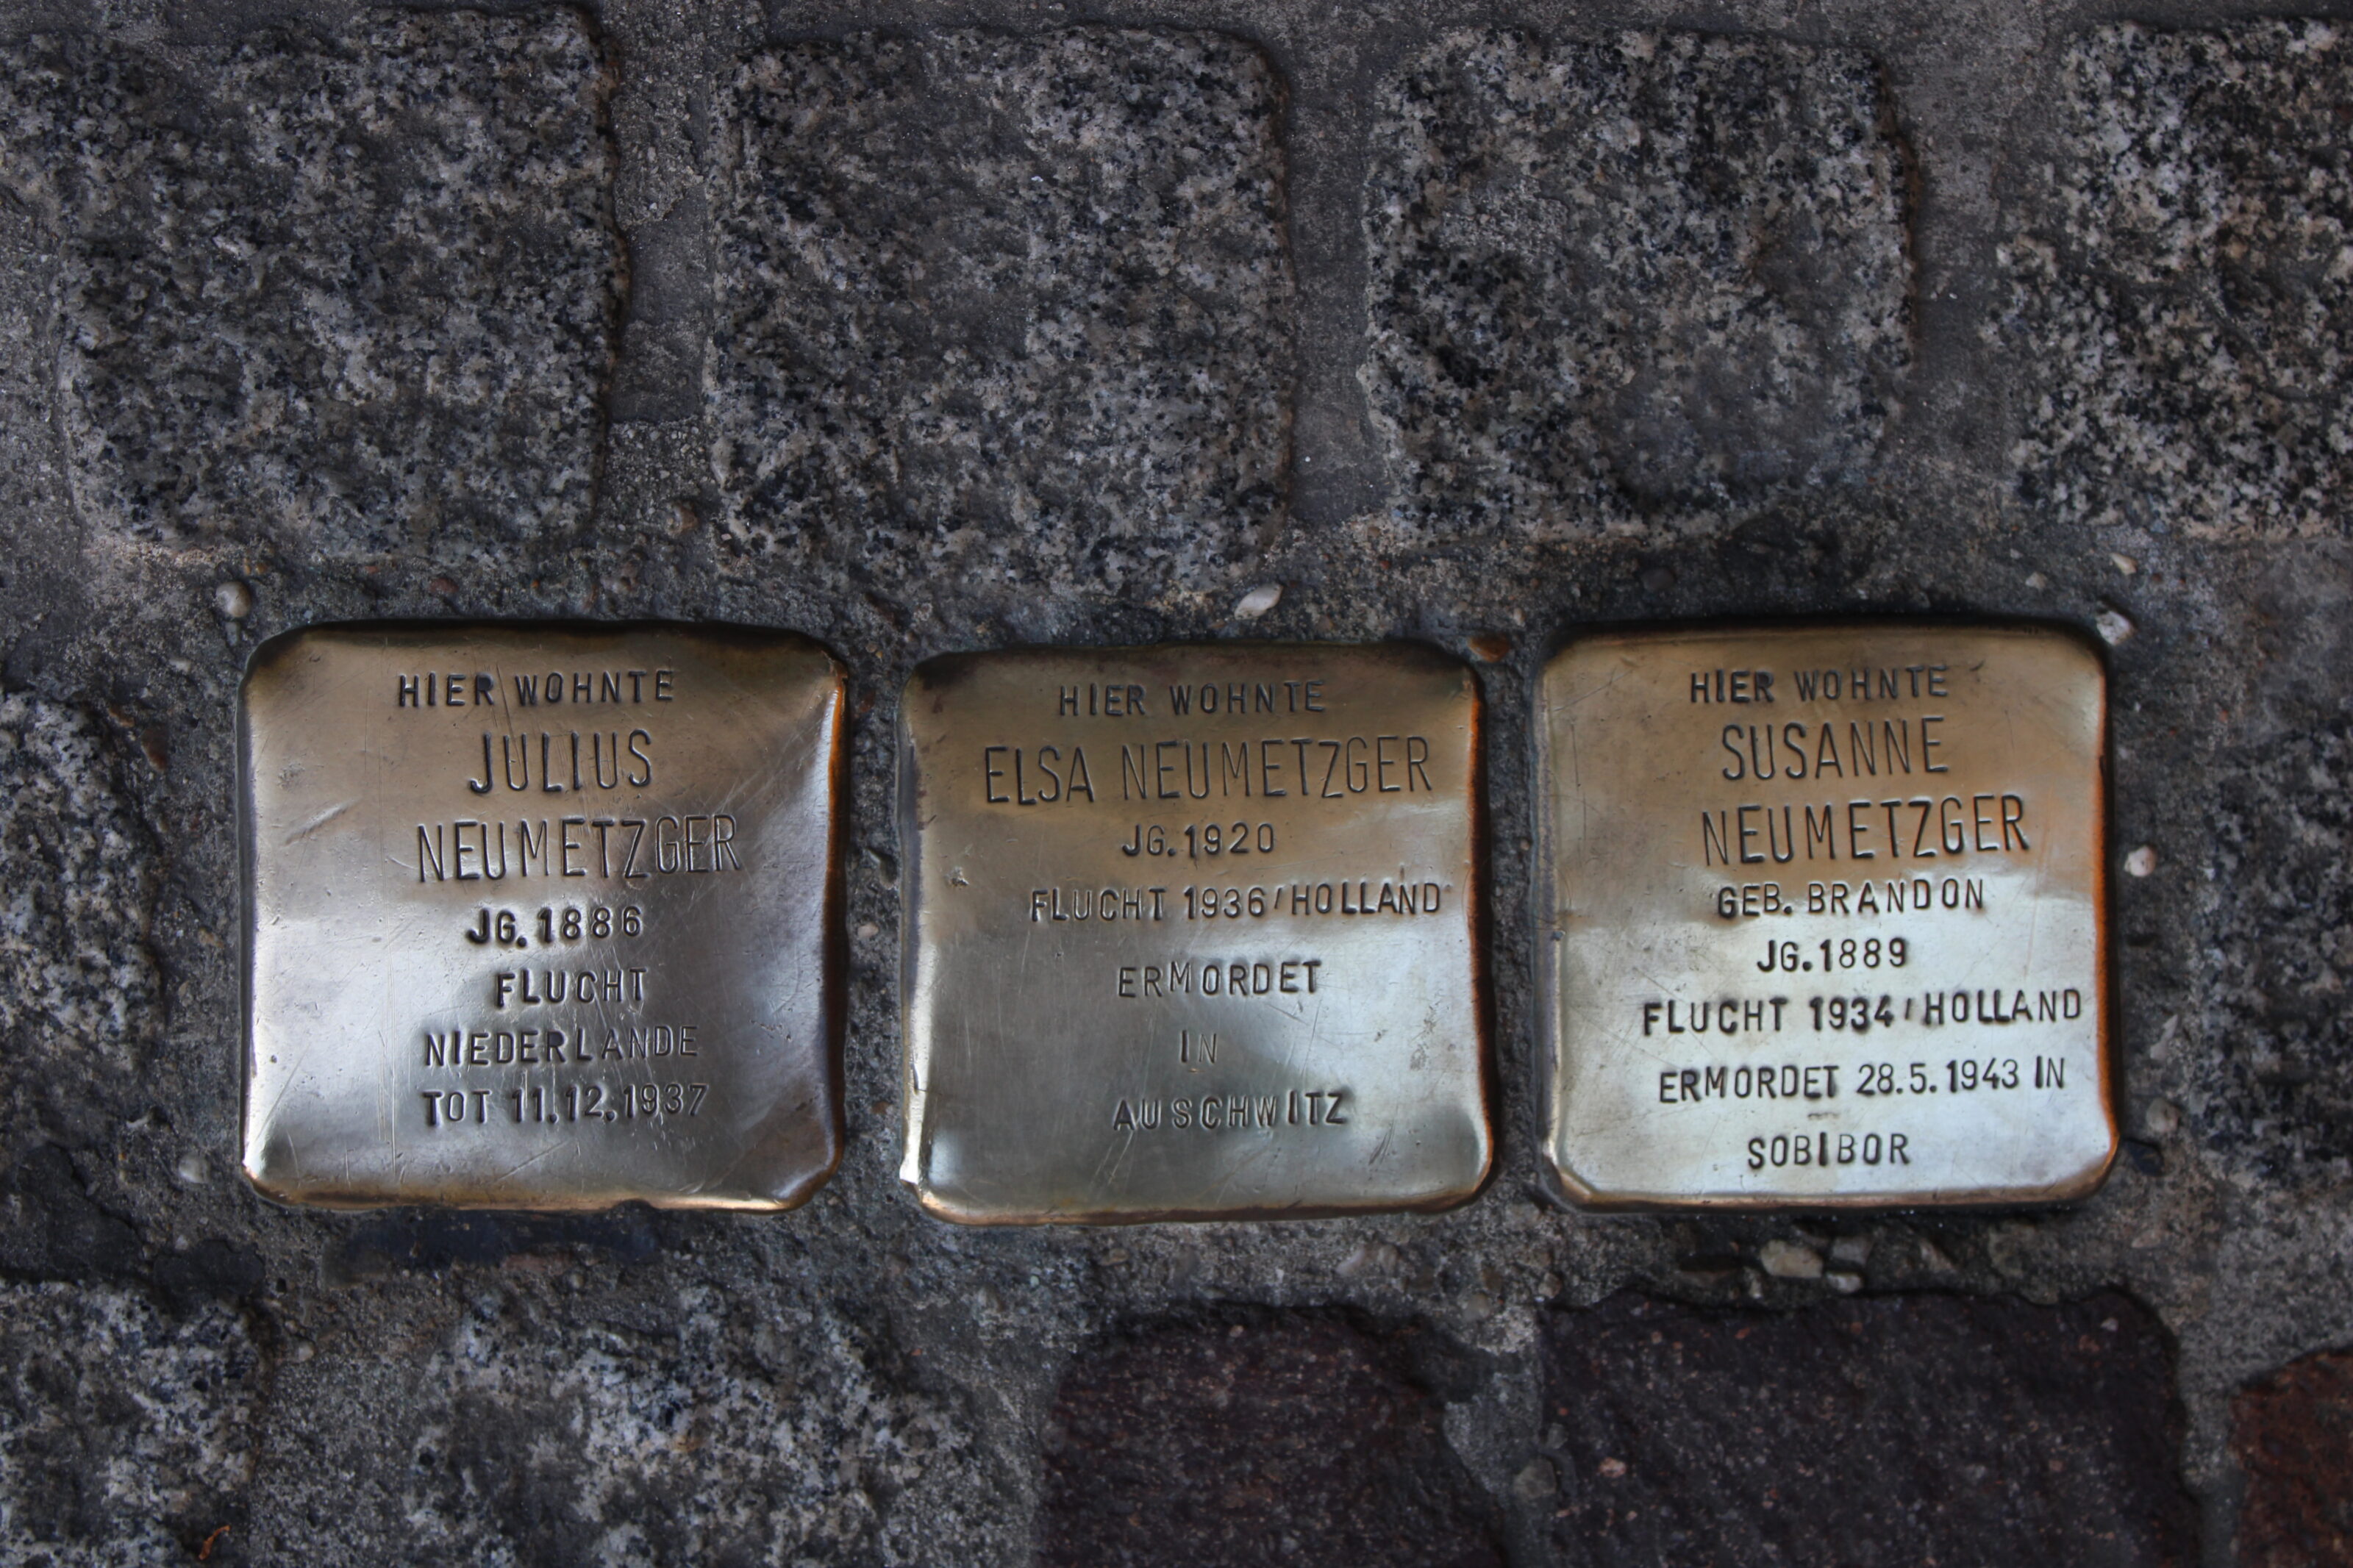 HIER WOHNTE
JULIUS
NEUMETZGER
JG.1886
FLUCHT
NIEDERLANDE
TOT 11.12.1937
HIER WOHNTE
ELSA NEUMETZGER
JG.1920
FLUCHT 1936/HOLLAND
ERMORDET
IN
AUSCHWITZ
HIER WOHNTE
SUSANNE
NEUMETZGER
GEB. BRANDON
JG.1889
FLUCHT 1934/HOLLAND
ERMORDET 28.5.1943 IN
SOBIBOR